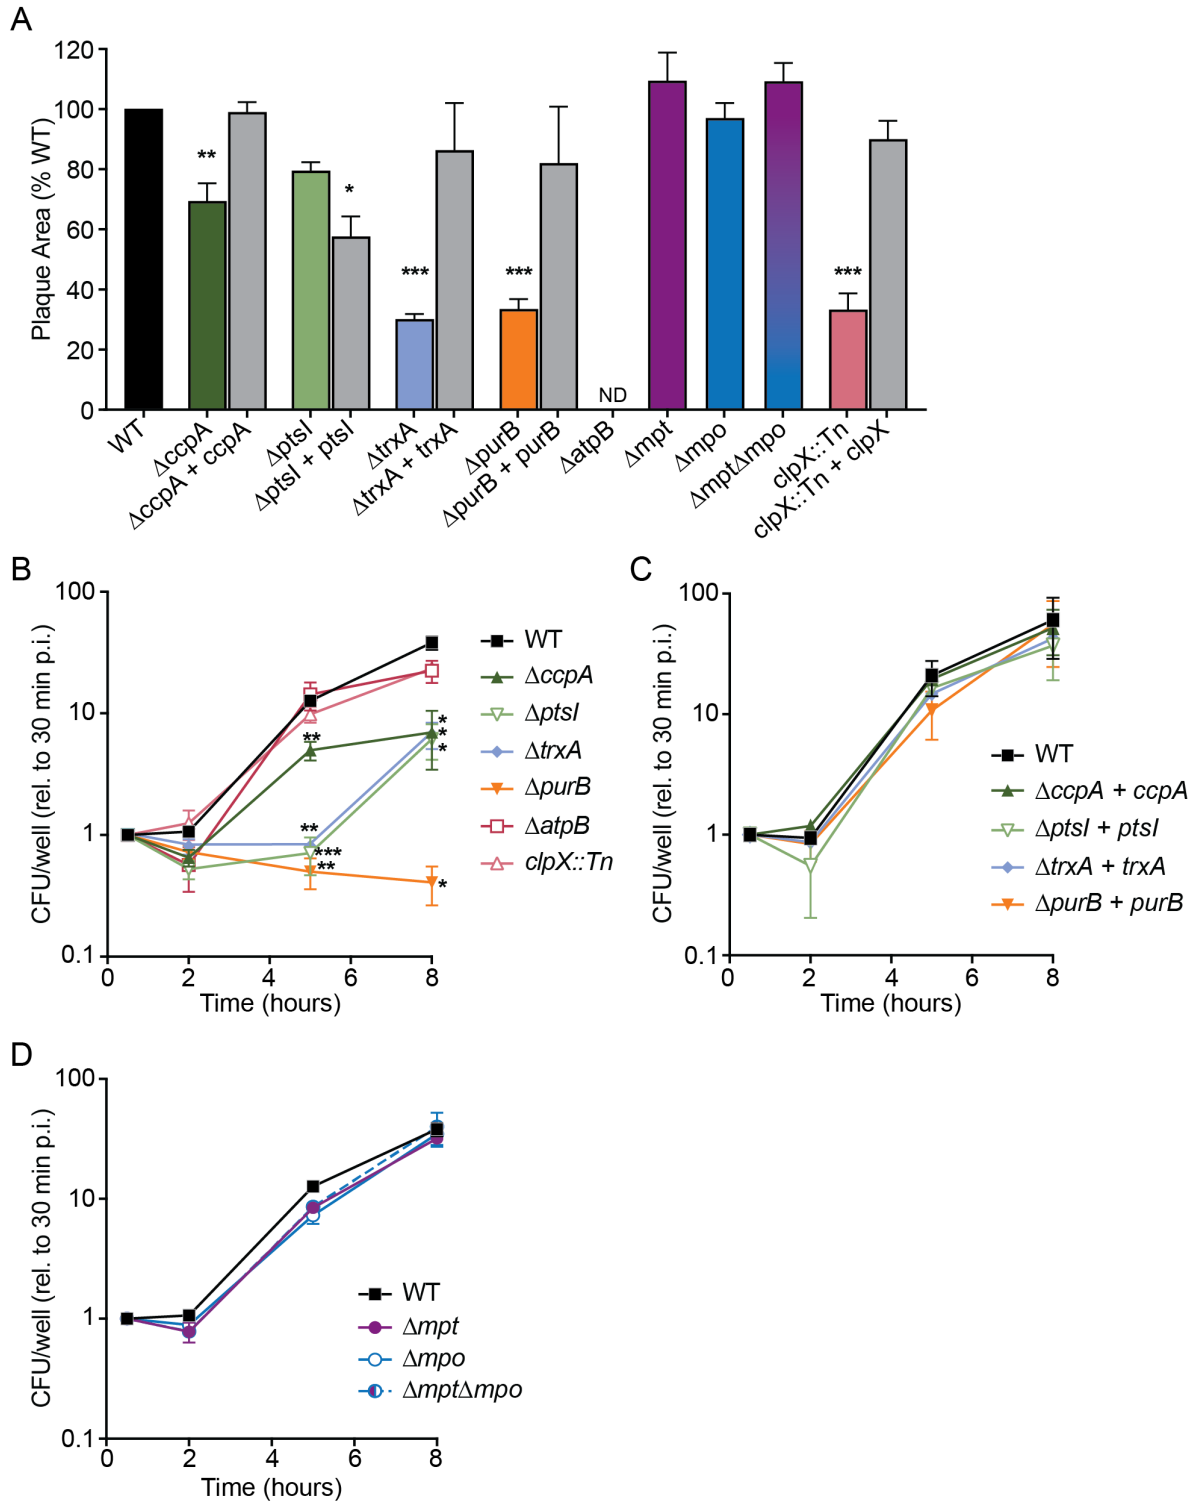 A
Plaque Area (% WT)
120
100
80
60
40
20
0
**
*
***
***
ND
***
WT
ΔccpA
ΔccpA + ccpA
ΔptsI
ΔptsI + ptsI
ΔtrxA
ΔtrxA + trxA
ΔpurB
ΔpurB + purB
ΔatpB
Δmpt
Δmpo
ΔmptΔmpo
clpX::Tn
clpX::Tn + clpX
B
CFU/well (rel. to 30 min p.i.)
100
10
1
0.1
0
2
4
6
8
Time (hours)
**
**
***
**
*
*
*
*
WT
ΔccpA
ΔptsI
ΔtrxA
ΔpurB
ΔatpB
clpX::Tn
C
CFU/well (rel. to 30 min p.i.)
100
10
1
0.1
0
2
4
6
8
Time (hours)
WT
ΔccpA + ccpA
ΔptsI + ptsI
ΔtrxA + trxA
ΔpurB + purB
D
CFU/well (rel. to 30 min p.i.)
100
10
1
0.1
0
2
4
6
8
Time (hours)
WT
Δmpt
Δmpo
ΔmptΔmpo